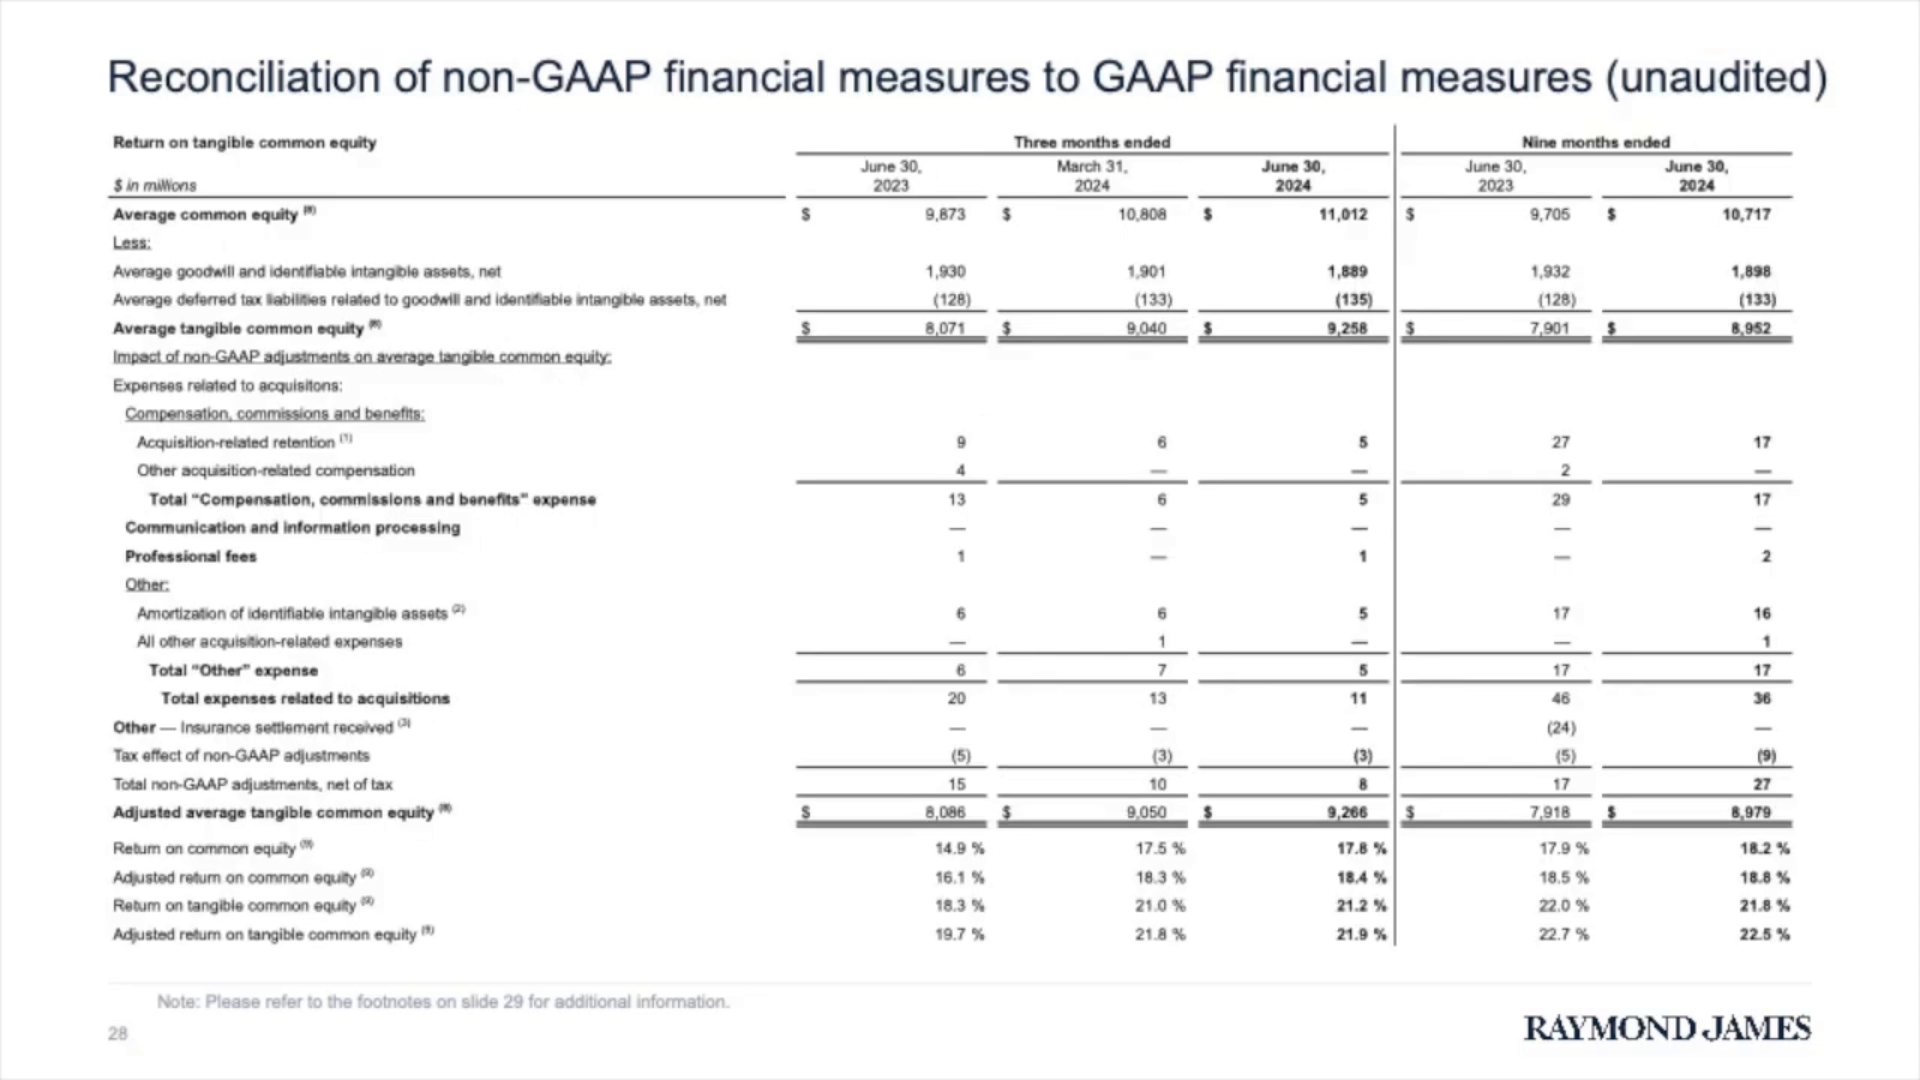 Reconciliation of non-GAAP financial measures to GAAP financial measures (unaudited)
Return on tangible common equity Three months ended Nine months ended
$ in millions June 30, 2023 March 31, 2024 June 30, 2024 June 30, 2023 June 30, 2024
Average common equity (8) $ 9,873 $ 10,808 $ 11,012 $ 9,705 $ 10,717
Less:
Average goodwill and identifiable intangible assets, net 1,930 1,901 1,889 1,932 1,898
Average deferred tax liabilities related to goodwill and identifiable intangible assets, net (128) (133) (135) (128) (133)
Average tangible common equity $ 8,071 $ 9,040 $ 9,258 $ 7,901 $ 8,952
Impact of non-GAAP adjustments on average tangible common equity:
Expenses related to acquisitons:
Compensation, commissions and benefits:
Acquisition-related retention (1) 9 6 5 27 17
Other acquisition-related compensation 4 — — 2 —
Total “Compensation, commissions and benefits” expense 13 6 5 29 17
Communication and information processing — — — — —
Professional fees 1 — 1 — 2
Other:
Amortization of identifiable intangible assets (2) 6 6 5 17 16
All other acquisition-related expenses — 1 — — 1
Total “Other” expense 6 7 5 17 17
Total expenses related to acquisitions 20 13 11 46 36
Other — Insurance settlement received (3) — — — (24) —
Tax effect of non-GAAP adjustments (5) (3) (3) (5) (9)
Total non-GAAP adjustments, net of tax 15 10 8 17 27
Adjusted average tangible common equity (8) $ 8,086 $ 9,050 $ 9,266 $ 7,918 $ 8,979
Return on common equity (9) 14.9 % 17.5 % 17.8 % 17.9 % 18.2 %
Adjusted return on common equity (9) 16.1 % 18.3 % 18.4 % 18.5 % 18.8 %
Return on tangible common equity (9) 18.3 % 21.0 % 21.2 % 22.0 % 21.8 %
Adjusted return on tangible common equity (9) 19.7 % 21.8 % 21.9 % 22.7 % 22.5 %
Note: Please refer to the footnotes on slide 29 for additional information.
28
RAYMOND JAMES